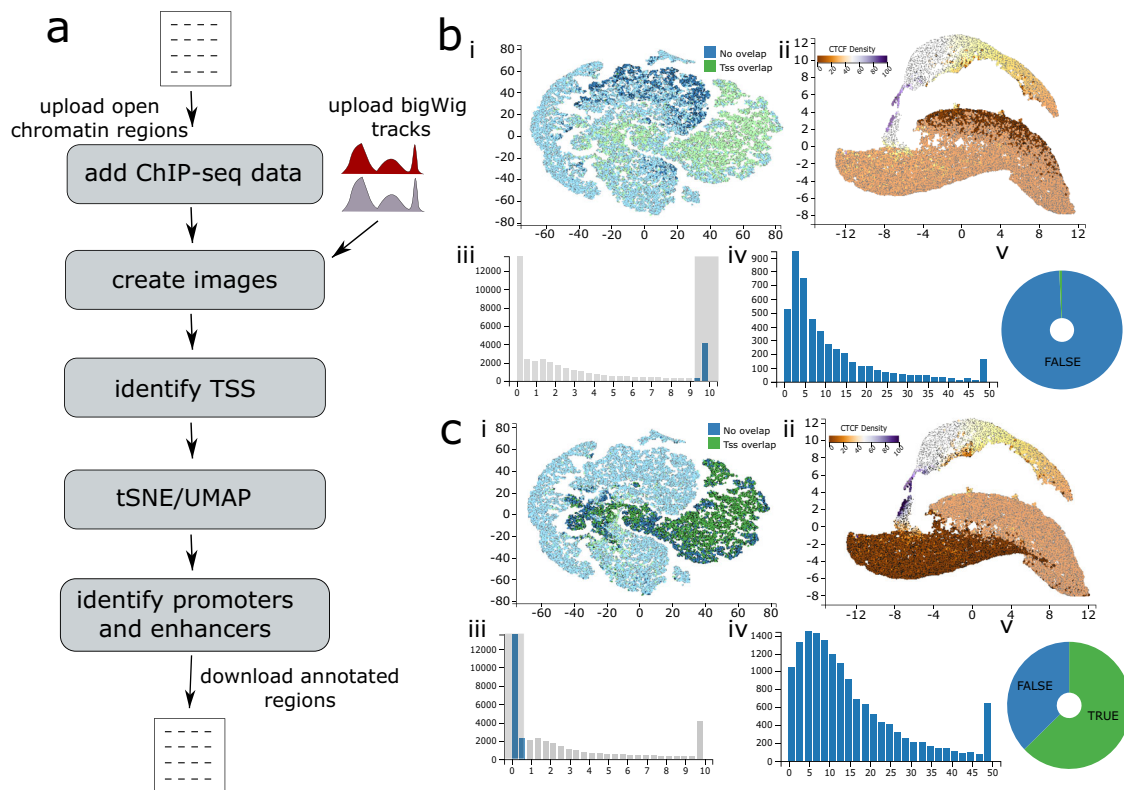 a
upload open
chromatin regions
upload bigWig
tracks
add ChIP-seq data
create images
identify TSS
tSNE/UMAP
identify promoters
and enhancers
download annotated
regions
b
i
80
60
40
20
0
-20
-40
-60
-80
-60 -40 -20 0 20 40 60 80
No ovelap
Tss overlap
ii
CTCF Density
0 20 40 60 80 100
12
10
8
6
4
2
0
-2
-4
-6
-8
-12 -8 -4 0 4 8 12
iii
12000
10000
8000
6000
4000
2000
0
0 1 2 3 4 5 6 7 8 9 10
iv
900
800
700
600
500
400
300
200
100
0
0 5 10 15 20 25 30 35 40 45 50
v
FALSE
c
i
80
60
40
20
0
-20
-40
-60
-80
-60 -40 -20 0 20 40 60 80
No overlap
Tss overlap
ii
CTCF Density
0 20 40 60 80 100
12
10
8
6
4
2
0
-2
-4
-6
-8
-12 -8 -4 0 4 8 12
iii
12000
10000
8000
6000
4000
2000
0
0 1 2 3 4 5 6 7 8 9 10
iv
1400
1200
1000
800
600
400
200
0
0 5 10 15 20 25 30 35 40 45 50
v
FALSE
TRUE